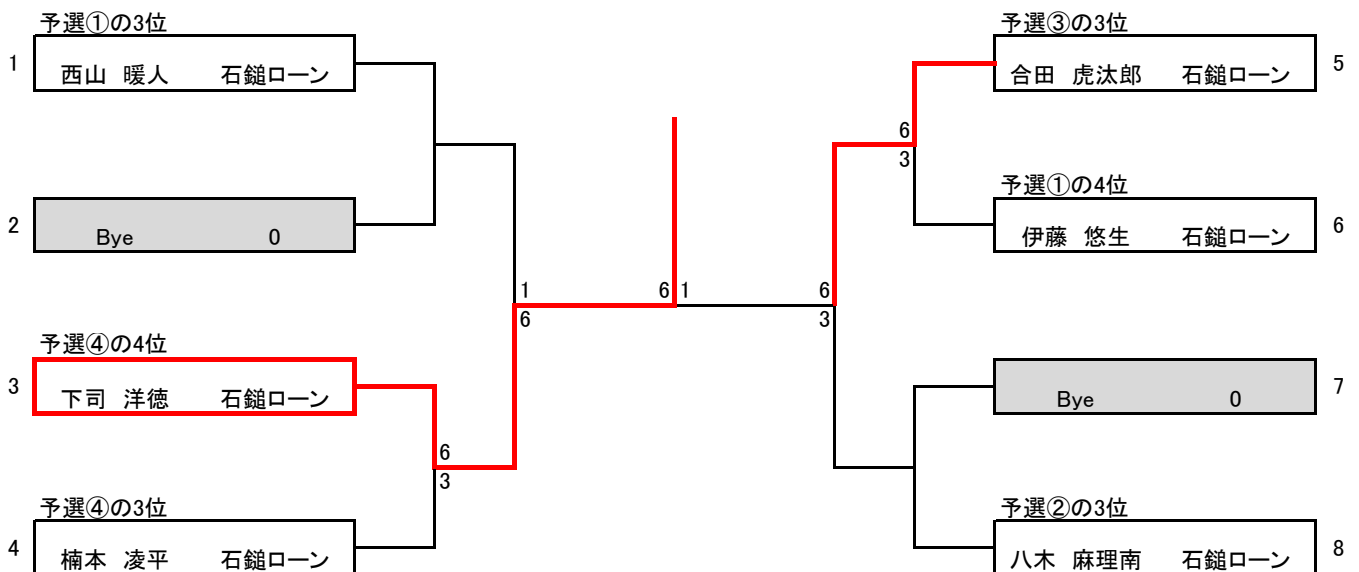 予選①の3位
1 西山 暖人 石鎚ローン
2 Bye 0
予選④の4位
3 下司 洋徳 石鎚ローン
予選④の3位
4 楠本 凌平 石鎚ローン
6
3
1
6
6 1
6
3
6
3
予選③の3位
合田 虎汰郎 石鎚ローン 5
予選①の4位
伊藤 悠生 石鎚ローン 6
Bye 0 7
予選②の3位
八木 麻理南 石鎚ローン 8